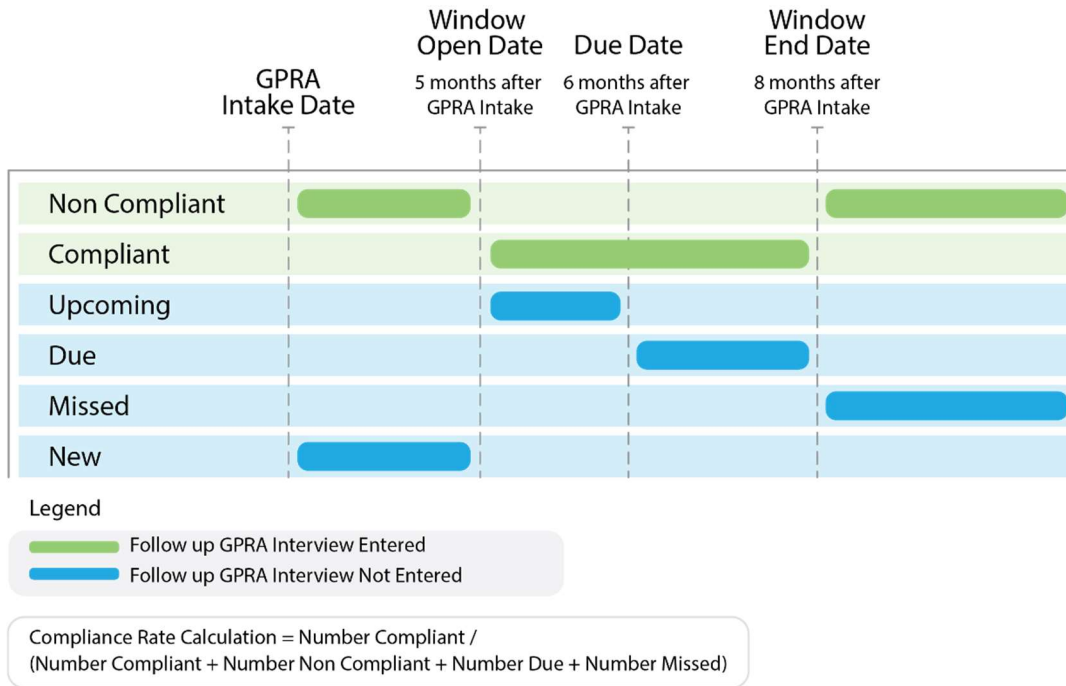 GPRA
Intake Date
Window
Open Date
5 months after
GPRA Intake
Due Date
6 months after
GPRA Intake
Window
End Date
8 months after
GPRA Intake
Non Compliant
Compliant
Upcoming
Due
Missed
New
Legend
Follow up GPRA Interview Entered
Follow up GPRA Interview Not Entered
Compliance Rate Calculation = Number Compliant /
(Number Compliant + Number Non Compliant + Number Due + Number Missed)